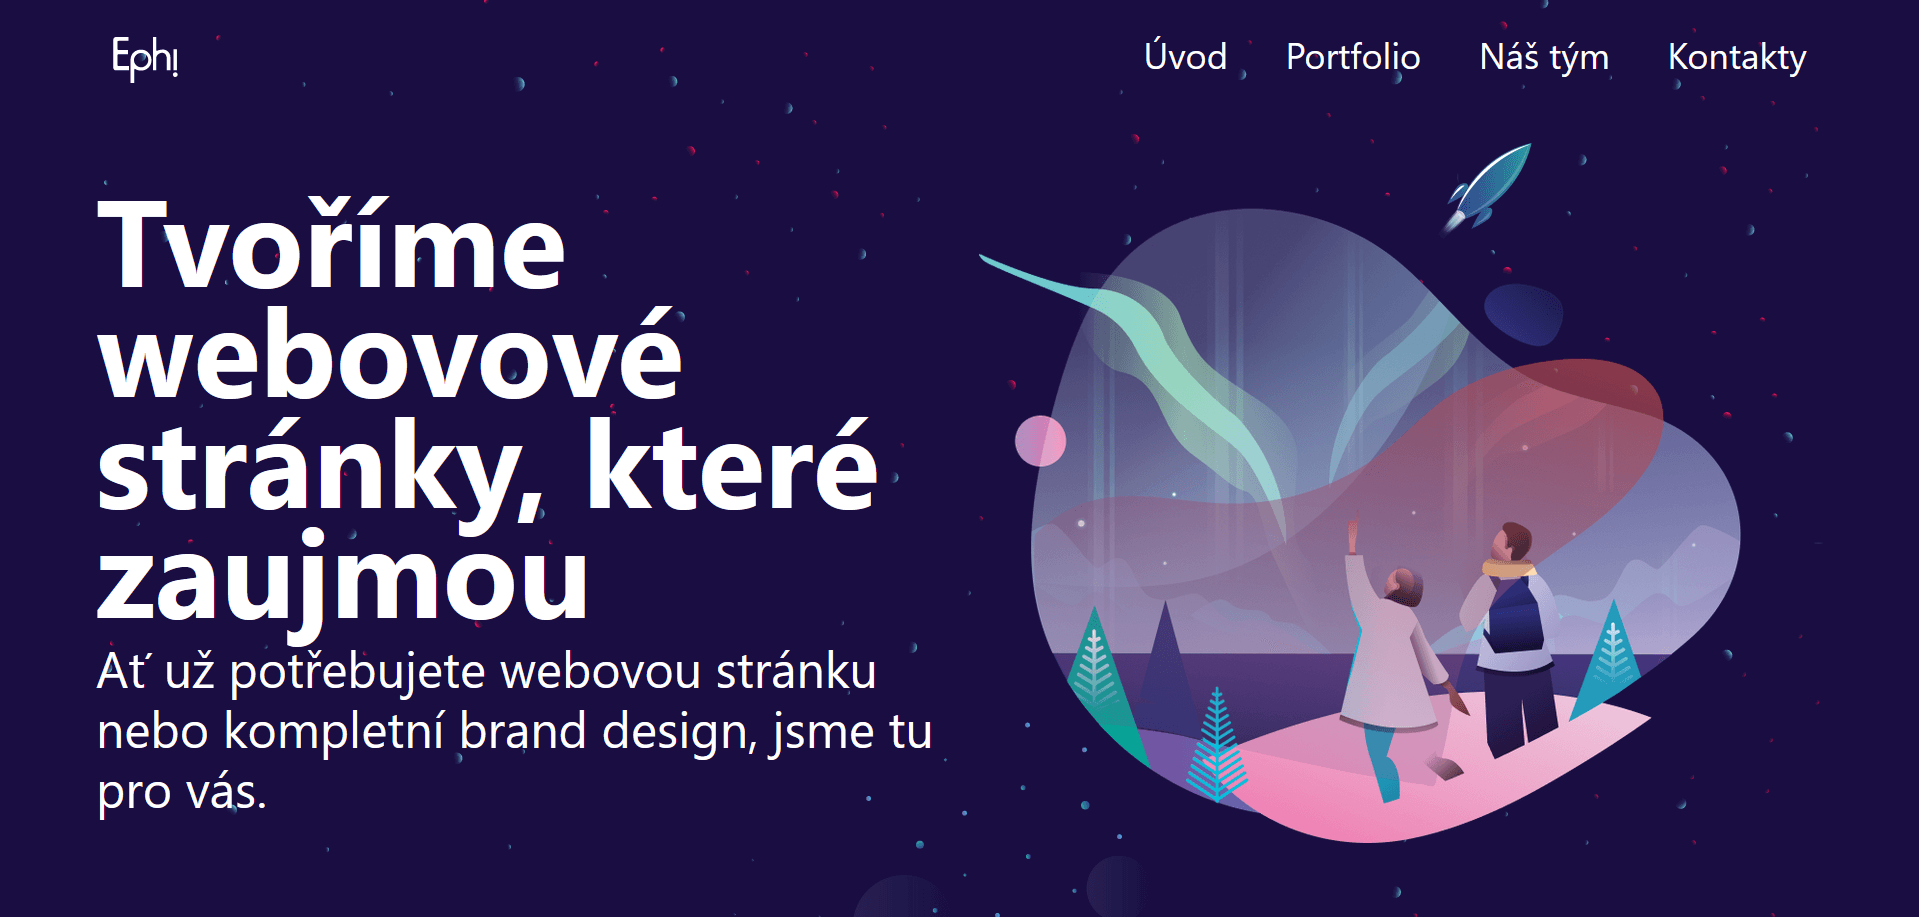 Eph!
Úvod Portfolio Náš tým Kontakty
Tvoříme
webovové
stránky, které
zaujmou
Ať už potřebujete webovou stránku
nebo kompletní brand design, jsme tu
pro vás.